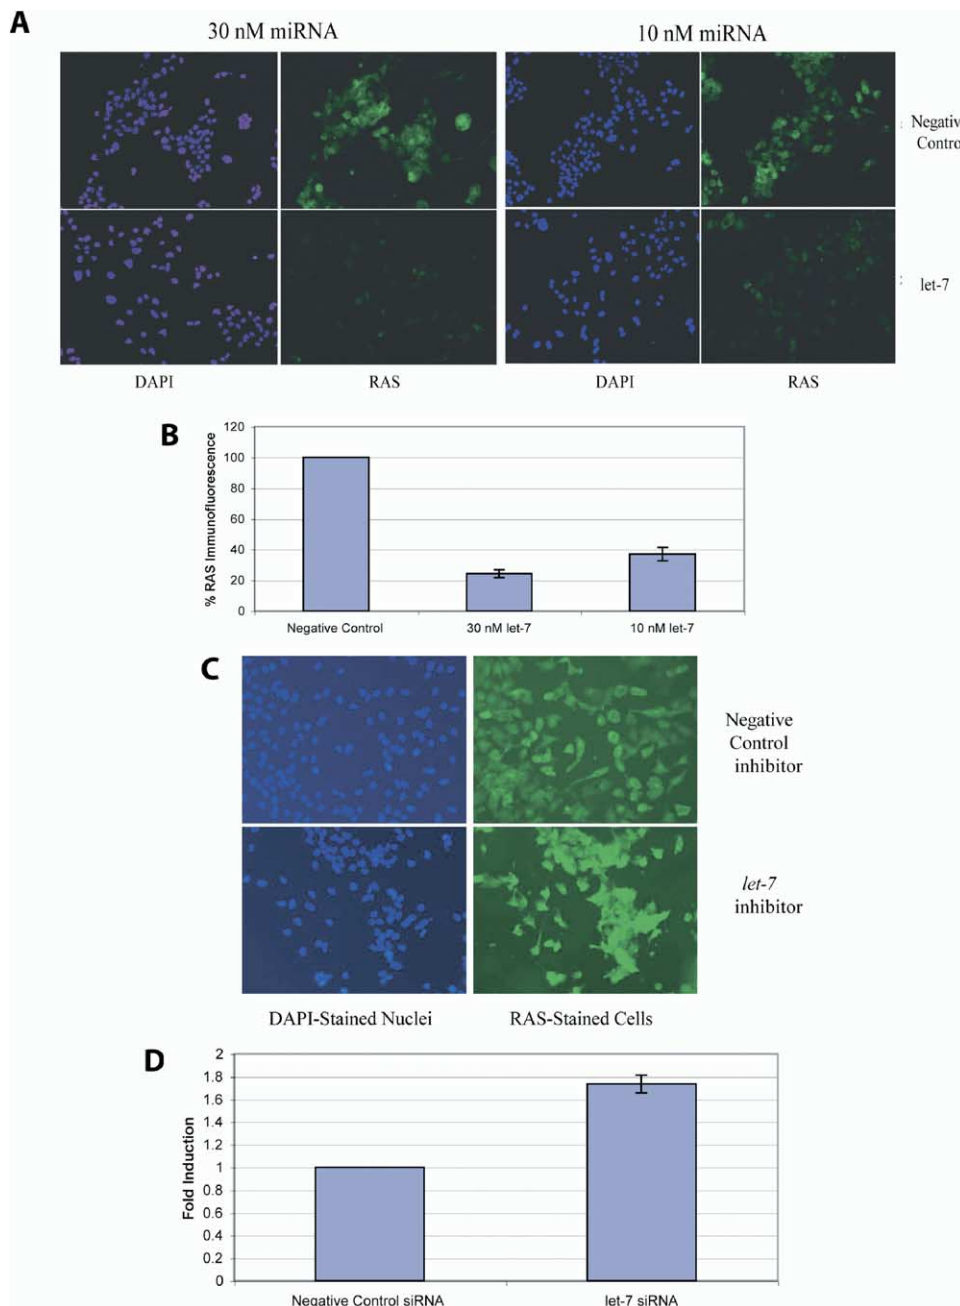 A
30 nM miRNA
10 nM miRNA
Negative
Control
let-7
DAPI
RAS
DAPI
RAS
B
% RAS Immunofluorescence
120
100
80
60
40
20
0
Negative Control
30 nM let-7
10 nM let-7
C
Negative
Control
inhibitor
let-7
inhibitor
DAPI-Stained Nuclei
RAS-Stained Cells
D
Fold Induction
2
1.8
1.6
1.4
1.2
1
0.8
0.6
0.4
0.2
0
Negative Control siRNA
let-7 siRNA